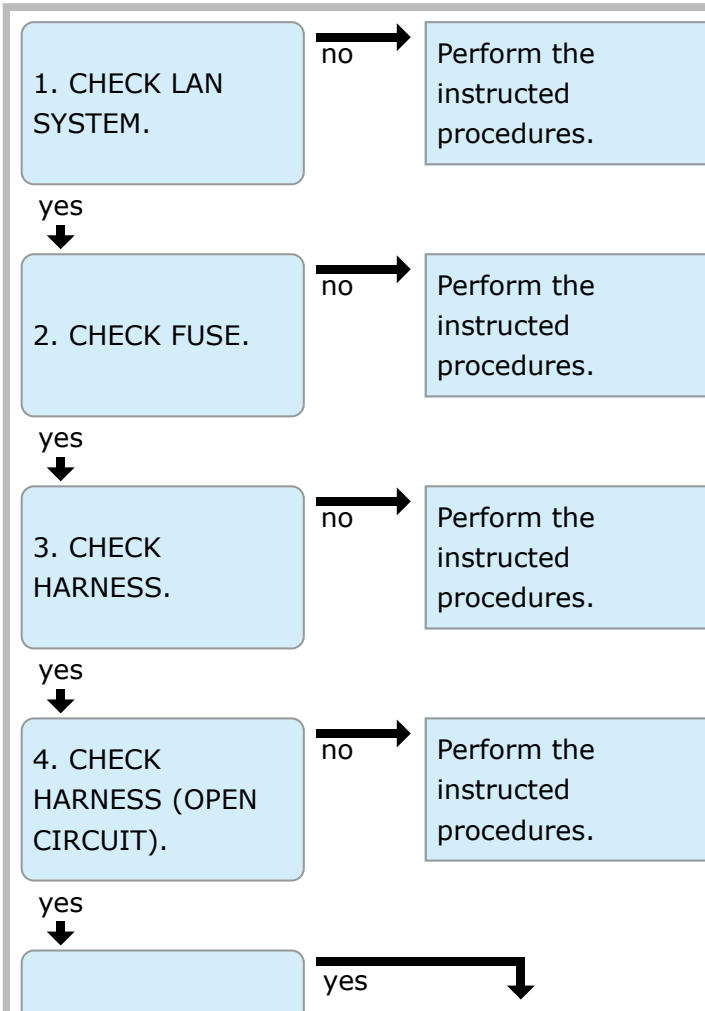 1. CHECK LAN
SYSTEM.
no
Perform the
instructed
procedures.
yes
2. CHECK FUSE.
no
Perform the
instructed
procedures.
yes
3. CHECK
HARNESS.
no
Perform the
instructed
procedures.
yes
4. CHECK
HARNESS (OPEN
CIRCUIT).
no
Perform the
instructed
procedures.
yes
yes